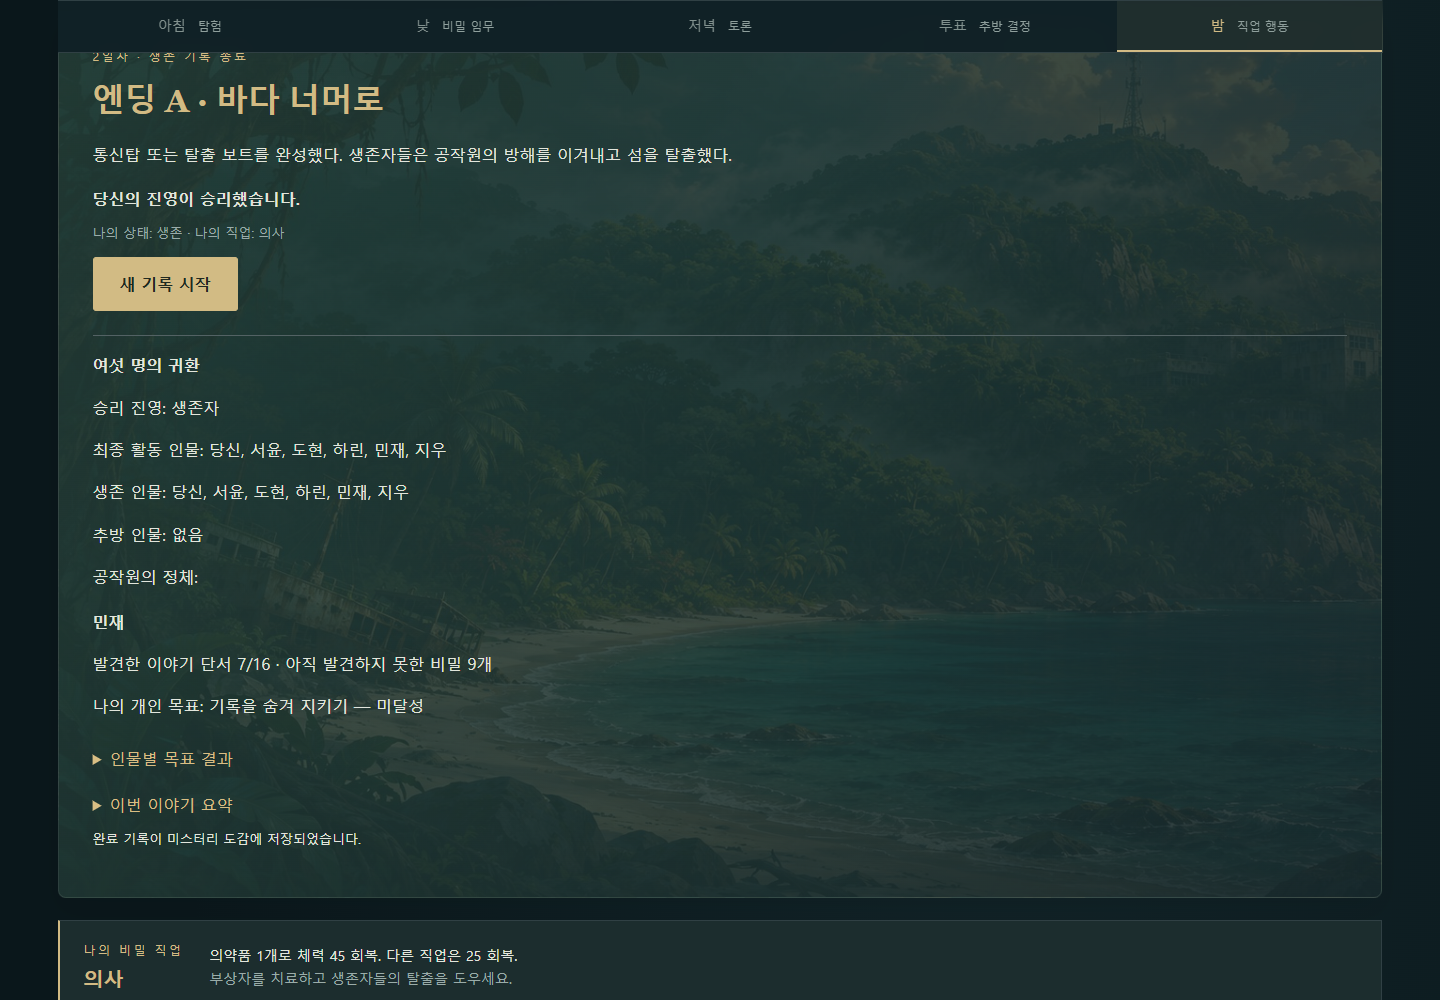 아침 탐험 낮 비밀 임무 저녁 토론 투표 추방 결정 밤 직업 행동
2일차 · 생존 기록 종료
엔딩 A · 바다 너머로
통신탑 또는 탈출 보트를 완성했다. 생존자들은 공작원의 방해를 이겨내고 섬을 탈출했다.
당신의 진영이 승리했습니다.
나의 상태: 생존 · 나의 직업: 의사
새 기록 시작
여섯 명의 귀환
승리 진영: 생존자
최종 활동 인물: 당신, 서윤, 도현, 하린, 민재, 지우
생존 인물: 당신, 서윤, 도현, 하린, 민재, 지우
추방 인물: 없음
공작원의 정체:
민재
발견한 이야기 단서 7/16 · 아직 발견하지 못한 비밀 9개
나의 개인 목표: 기록을 숨겨 지키기 — 미달성
▶ 인물별 목표 결과
▶ 이번 이야기 요약
완료 기록이 미스터리 도감에 저장되었습니다.
나의 비밀 직업
의사
의약품 1개로 체력 45 회복. 다른 직업은 25 회복.
부상자를 치료하고 생존자들의 탈출을 도우세요.